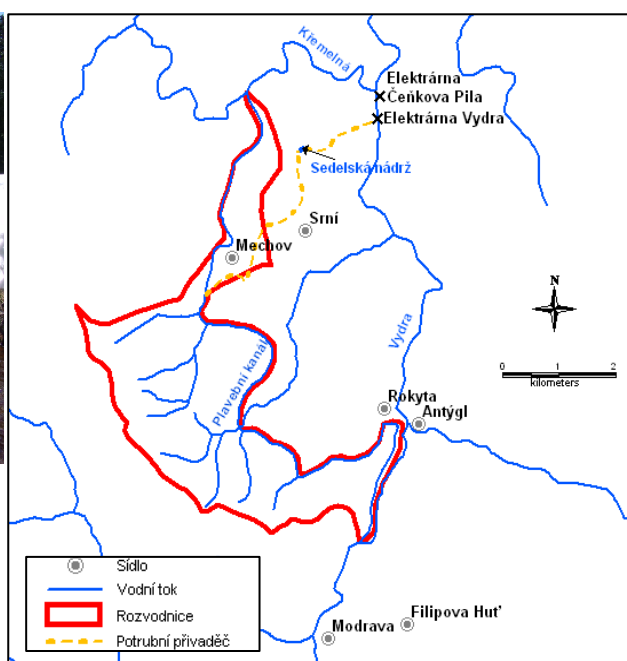 Křemelná
Elektrárna
Čeňkova Pila
Elektrárna Vydra
Sedelská nádrž
Srní
Mechov
N
Vydra
Plavební kanál
0 1 2
kilometers
Rokyta
Antýgl
Sídlo
Vodní tok
Rozvodnice
Potrubní přivaděč
Filipova Huť
Modrava